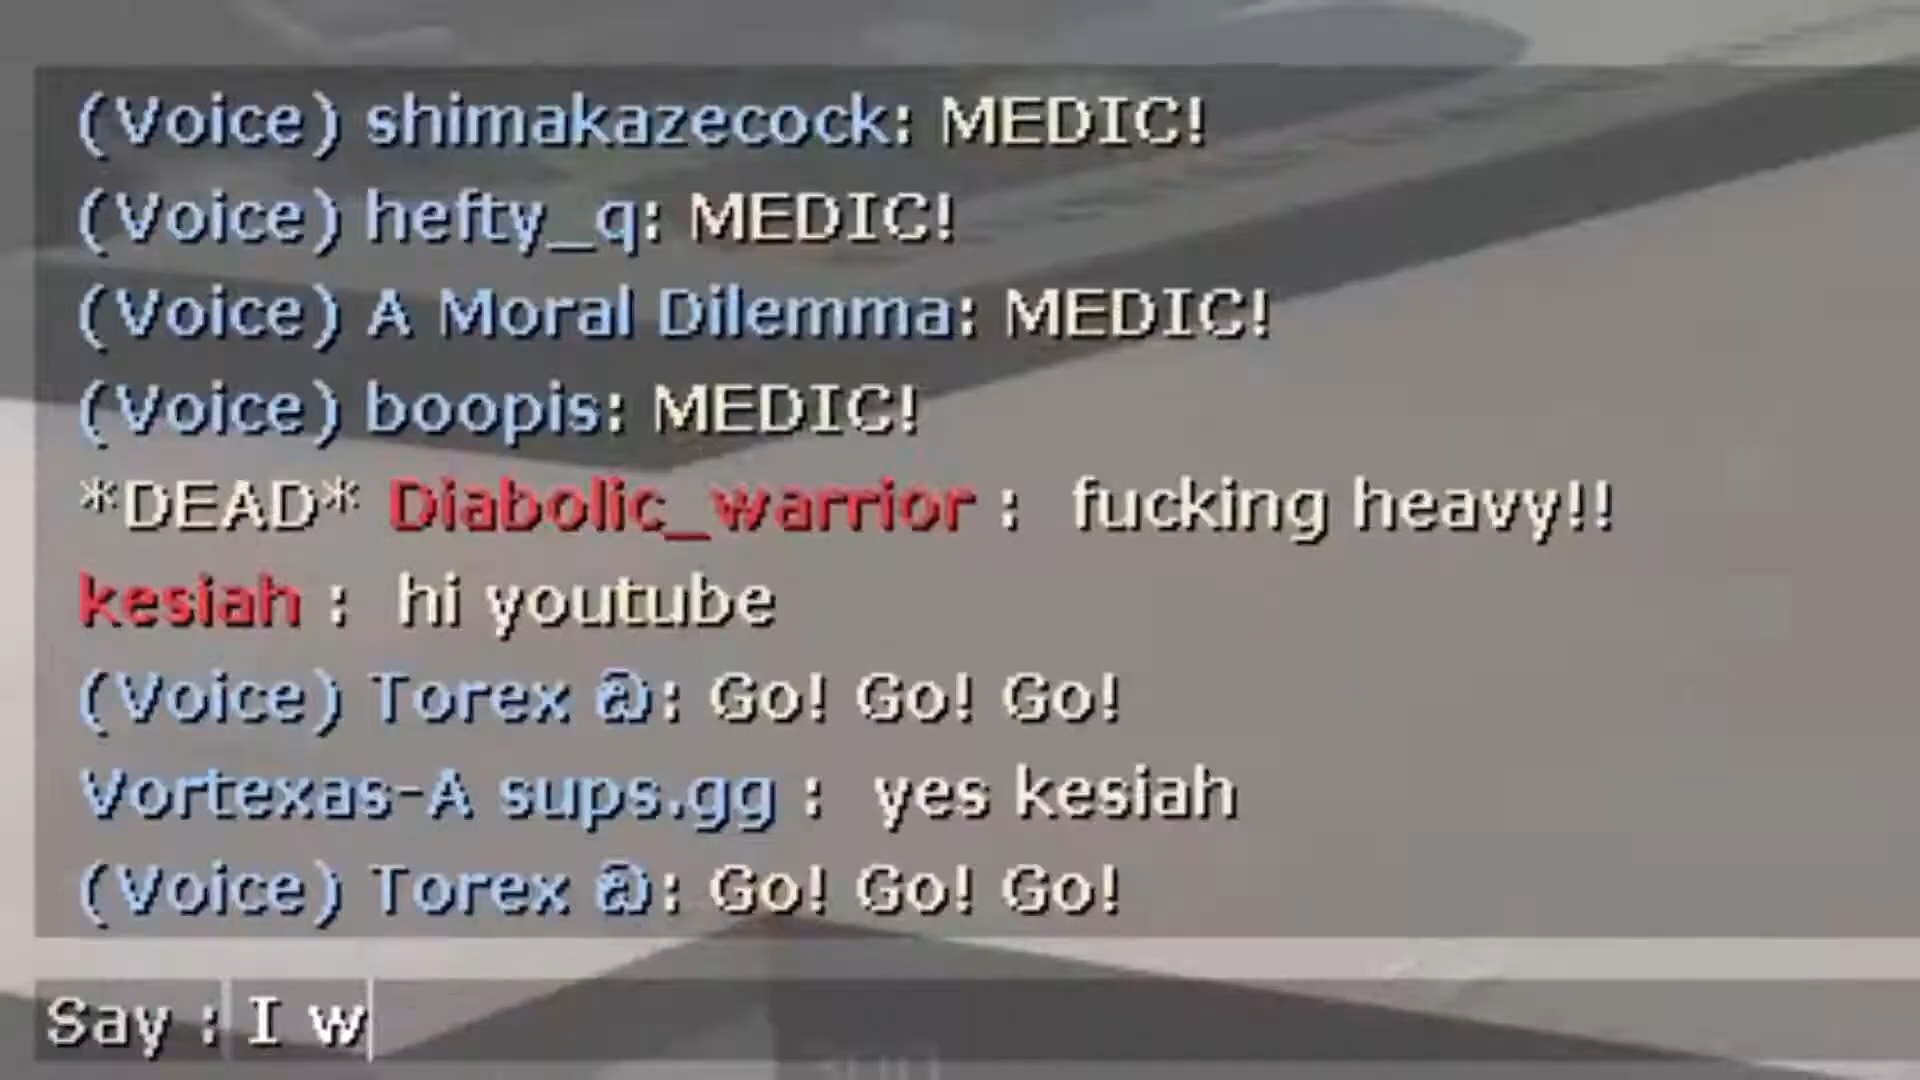 (Voice) shimakazecock: MEDIC!
(Voice) hefty_q: MEDIC!
(Voice) A Moral Dilemma: MEDIC!
(Voice) boopis: MEDIC!
*DEAD* Diabolic_warrior :  fucking heavy!!
kesiah :  hi youtube
(Voice) Torex @: Go! Go! Go!
Vortexas-A sups.gg :  yes kesiah
(Voice) Torex @: Go! Go! Go!
Say : I w